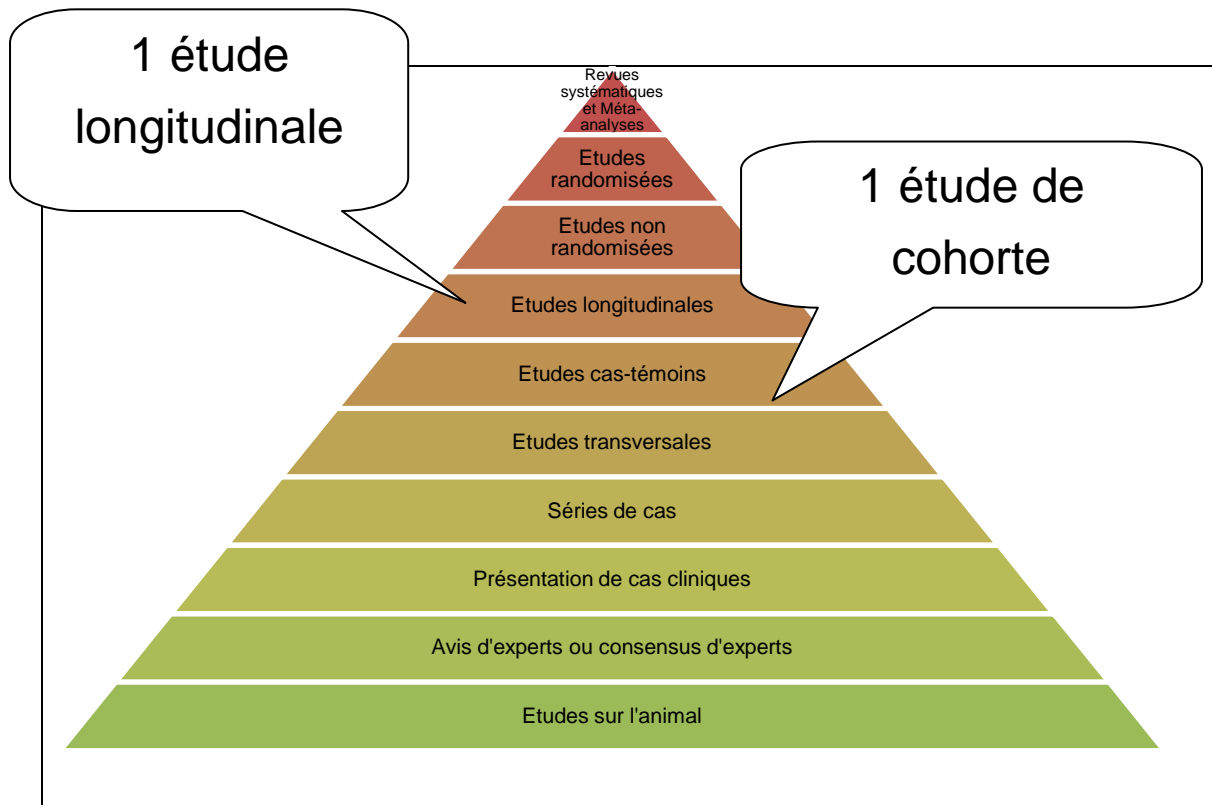 1 étude
longitudinale
Revues
systématiques
et Méta-
analyses
Etudes
randomisées
1 étude de
cohorte
Etudes non
randomisées
Etudes longitudinales
Etudes cas-témoins
Etudes transversales
Séries de cas
Présentation de cas cliniques
Avis d'experts ou consensus d'experts
Etudes sur l'animal